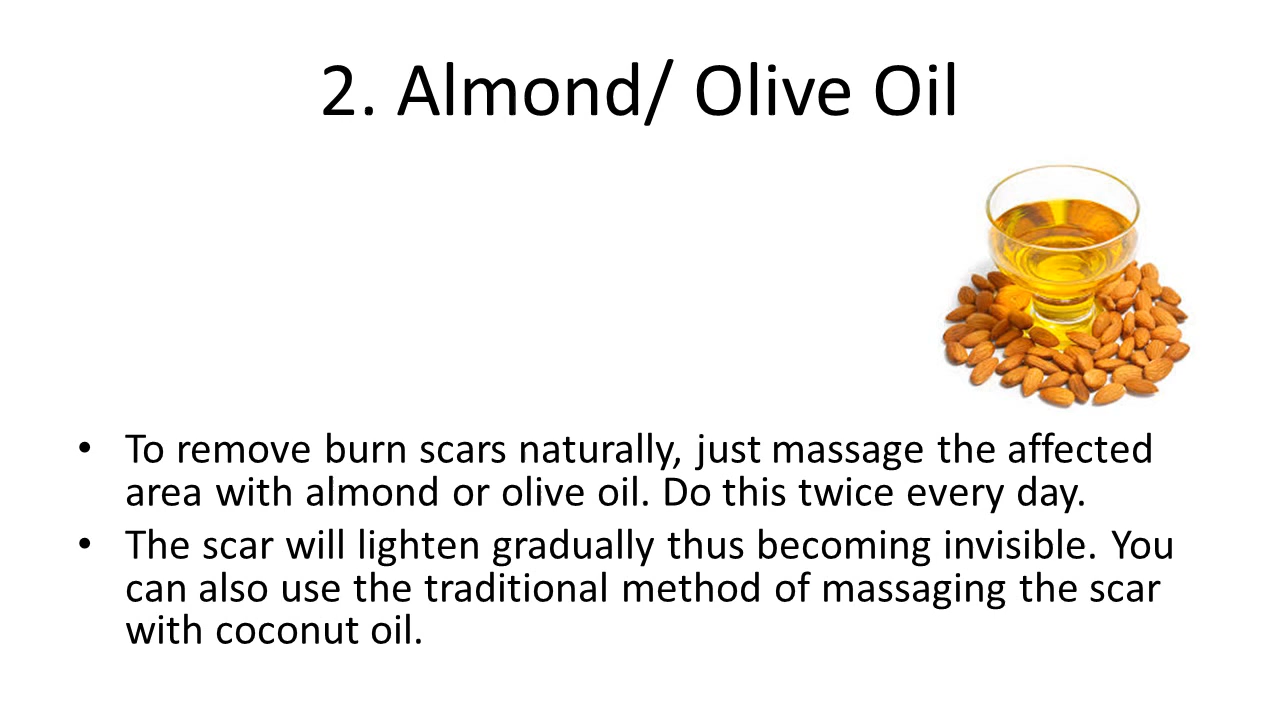 2. Almond/ Olive Oil
• To remove burn scars naturally, just massage the affected
area with almond or olive oil. Do this twice every day.
• The scar will lighten gradually thus becoming invisible. You
can also use the traditional method of massaging the scar
with coconut oil.